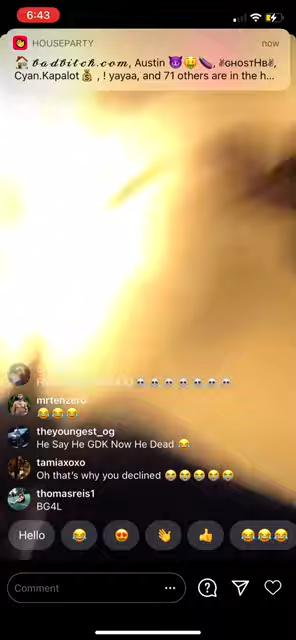 6:43
HOUSEPARTY
now
🏠 𝓫𝓪𝓭𝓫𝓲𝓽𝓬𝓱.𝓬𝓸𝓶, Austin 😈🤑🍆, ✌ɢʜᴏsᴛHʙ✌,
Cyan.Kapalot 💰 , ! yayaa, and 71 others are in the h...
💀💀💀💀💀💀💀
mrtenzero
😂😂😂
theyoungest_og
He Say He GDK Now He Dead 😂
tamiaxoxo
Oh that's why you declined 😂😂😂😭😭
thomasreis1
BG4L
Hello 😂 😍 👋 👍 😂😂😂
Comment